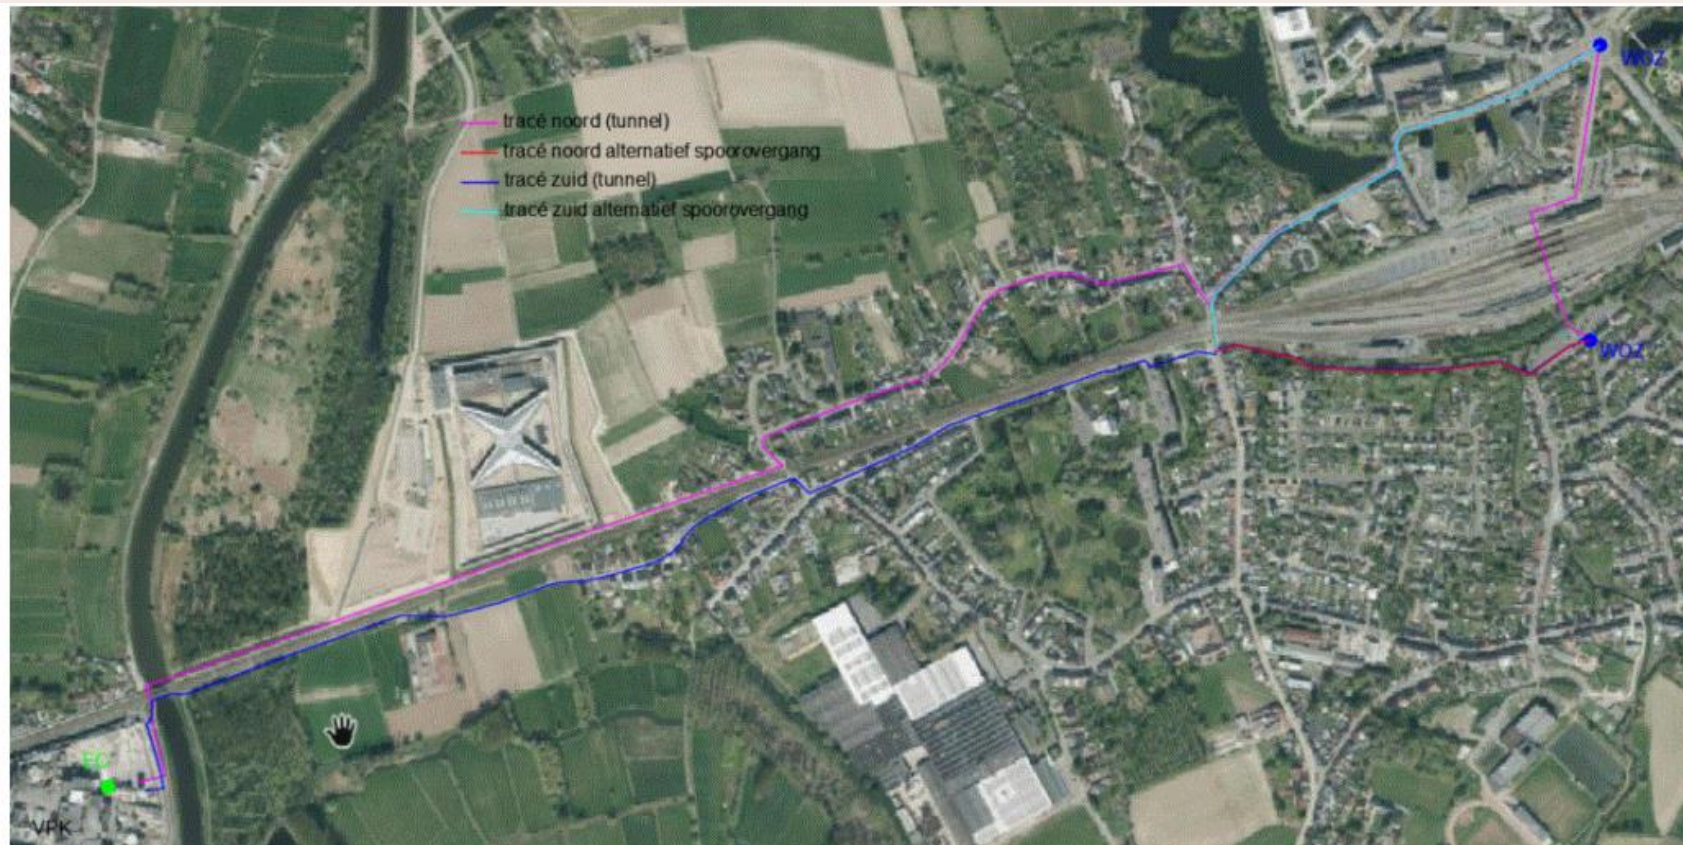 WOZ
tracé noord (tunnel)
tracé noord alternatief spoorovergang
tracé zuid (tunnel)
tracé zuid alternatief spoorovergang
WOZ
EC
VPK